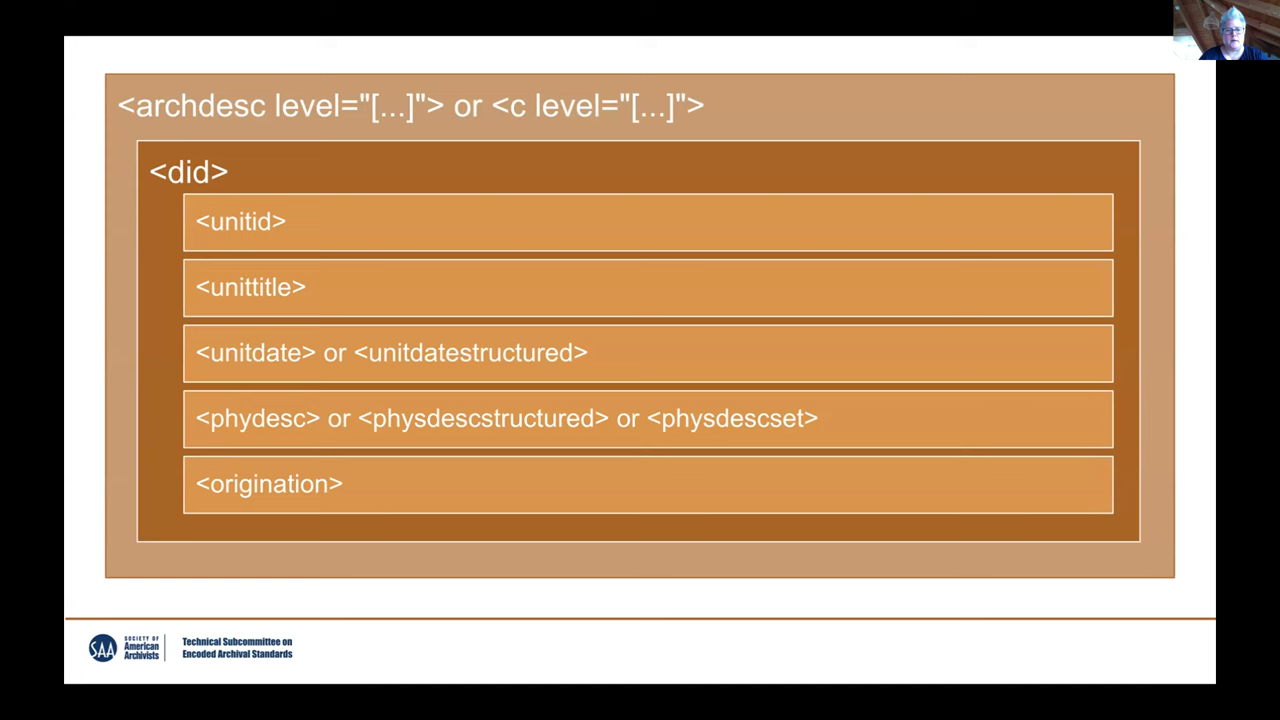 <archdesc level="[...]"> or <c level="[...]">
<did>
<unitid>
<unittitle>
<unitdate> or <unitdatestructured>
<phydesc> or <physdescstructured> or <physdescset>
<origination>
SAA
SOCIETY OF
American
Archivists
Technical Subcommittee on
Encoded Archival Standards